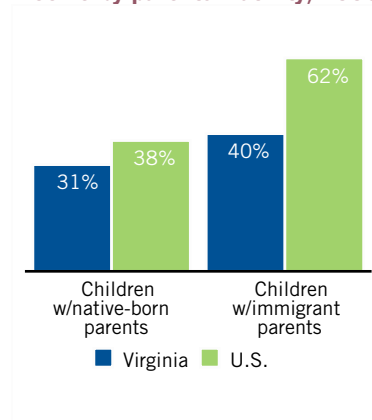 31%
38%
40%
62%
Children
w/native-born
parents
Children
w/immigrant
parents
Virginia
U.S.